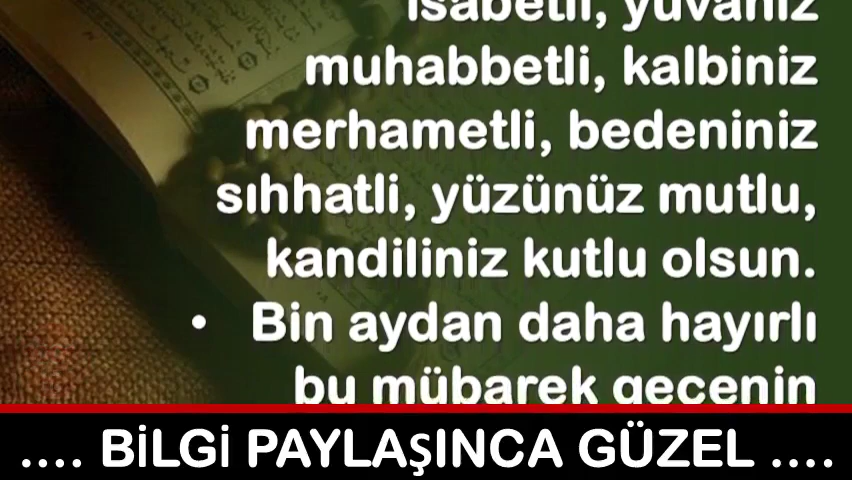 isabetli, yuvanız
muhabbetli, kalbiniz
merhametli, bedeniniz
sıhhatli, yüzünüz mutlu,
kandiliniz kutlu olsun.
• Bin aydan daha hayırlı
bu mübarek gecenin
.... BİLGİ PAYLAŞINCA GÜZEL ....